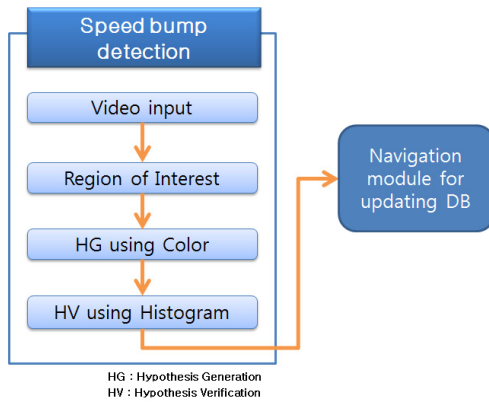 Speed bump
detection
Video input
Region of Interest
HG using Color
HV using Histogram
Navigation
module for
updating DB
HG : Hypothesis Generation
HV : Hypothesis Verification